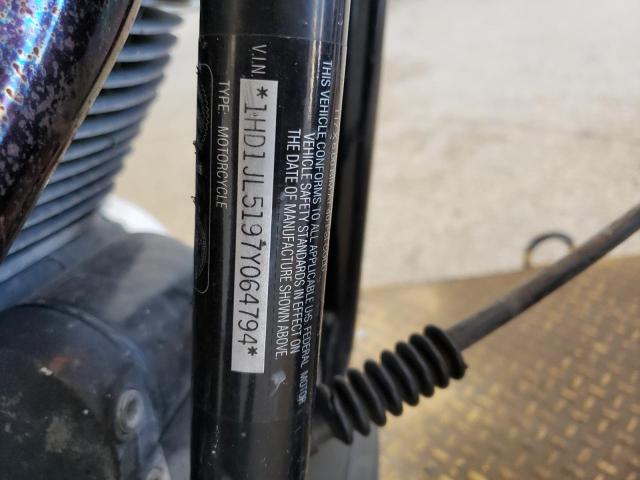 THIS VEHICLE CONFORMS TO ALL APPLICABLE U.S. FEDERAL MOTOR
VEHICLE SAFETY STANDARDS IN EFFECT ON
THE DATE OF MANUFACTURE SHOWN ABOVE.
V.I.N. *1HD1JL5197Y064794*
TYPE: MOTORCYCLE